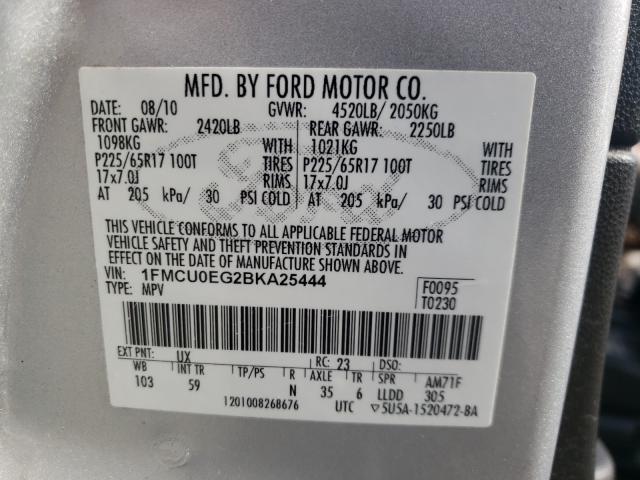 MFD. BY FORD MOTOR CO.
DATE: 08/10 GVWR: 4520LB/ 2050KG
FRONT GAWR: 2420LB REAR GAWR: 2250LB
1098KG WITH 1021KG WITH
P225/65R17 100T TIRES P225/65R17 100T TIRES
17x7.0J RIMS 17x7.0J RIMS
AT 205 kPa/ 30 PSI COLD AT 205 kPa/ 30 PSI COLD
THIS VEHICLE CONFORMS TO ALL APPLICABLE FEDERAL MOTOR
VEHICLE SAFETY AND THEFT PREVENTION STANDARDS IN
EFFECT ON THE DATE OF MANUFACTURE SHOWN ABOVE.
VIN: 1FMCU0EG2BKA25444 F0095
TYPE: MPV T0230
EXT PNT: UX RC: 23 DSO:
WB INT TR TP/PS R AXLE TR SPR AM71F
103 59 N 35 6 LLDD 305
1201008268676 UTC ▽5U5A-1520472-BA
Ford